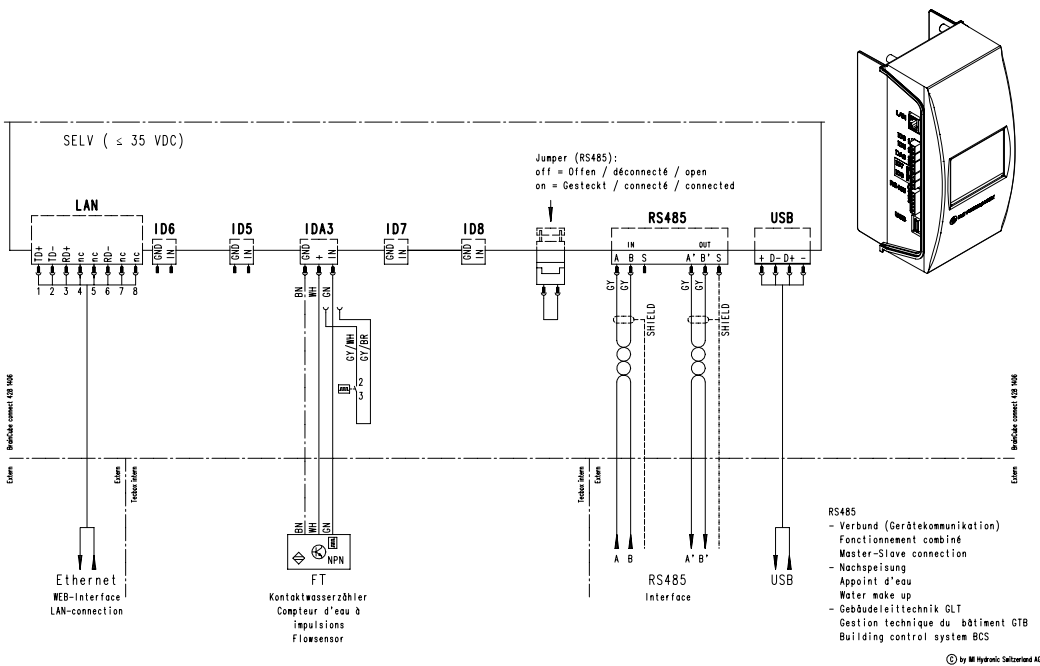 SELV ( ≤ 35 VDC)
Jumper (RS485):
off = Offen / déconnecté / open
on = Gesteckt / connecté / connected
LAN
TD+ TD- RD+ nc nc RD- nc nc
1 2 3 4 5 6 7 8
ID6
GND IN
ID5
GND IN
IDA3
GND + IN
ID7
GND IN
ID8
GND IN
RS485
IN OUT
A B S A' B' S
USB
+ D- D+ -
BN WH GN
GY/WH
GY/BR
2
3
GY GY
SHIELD
GY GY
SHIELD
BrainCube connect 428 1406
Extern
Extern
Tecbox intern
Tecbox intern
Extern
BrainCube connect 428 1406
Extern
BN WH GN
NPN
FT
Kontaktwasserzähler
Compteur d'eau à
impulsions
Flowsensor
Ethernet
WEB-Interface
LAN-connection
A B A' B'
RS485
Interface
USB
RS485
- Verbund (Gerätekommunikation)
Fonctionnement combiné
Master-Slave connection
- Nachspeisung
Appoint d'eau
Water make up
- Gebäudeleittechnik GLT
Gestion technique du bâtiment GTB
Building control system BCS
© by IMI Hydronic Switzerland AG
LAN
RS485
USB